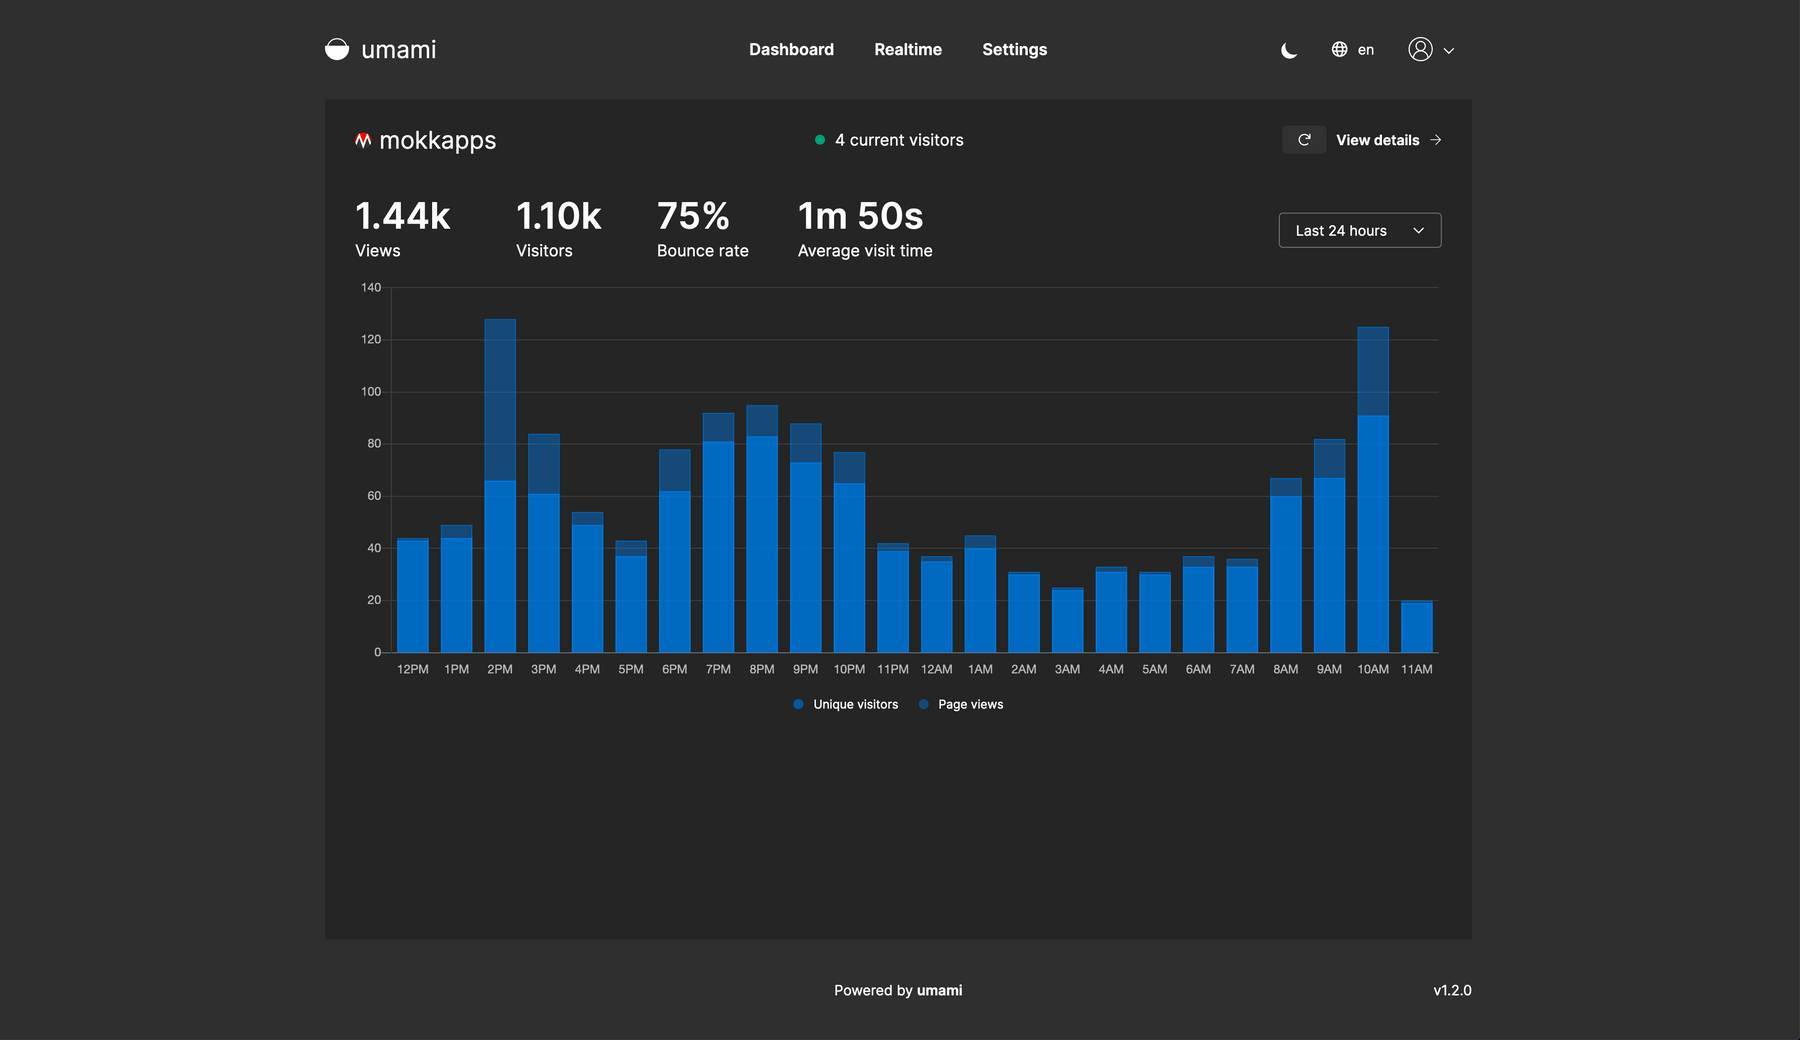 umami
Dashboard Realtime Settings
en
mokkapps
4 current visitors
View details
1.44k 1.10k 75% 1m 50s
Views Visitors Bounce rate Average visit time
Last 24 hours
140
120
100
80
60
40
20
0
12PM 1PM 2PM 3PM 4PM 5PM 6PM 7PM 8PM 9PM 10PM 11PM 12AM 1AM 2AM 3AM 4AM 5AM 6AM 7AM 8AM 9AM 10AM 11AM
Unique visitors Page views
Powered by umami
v1.2.0